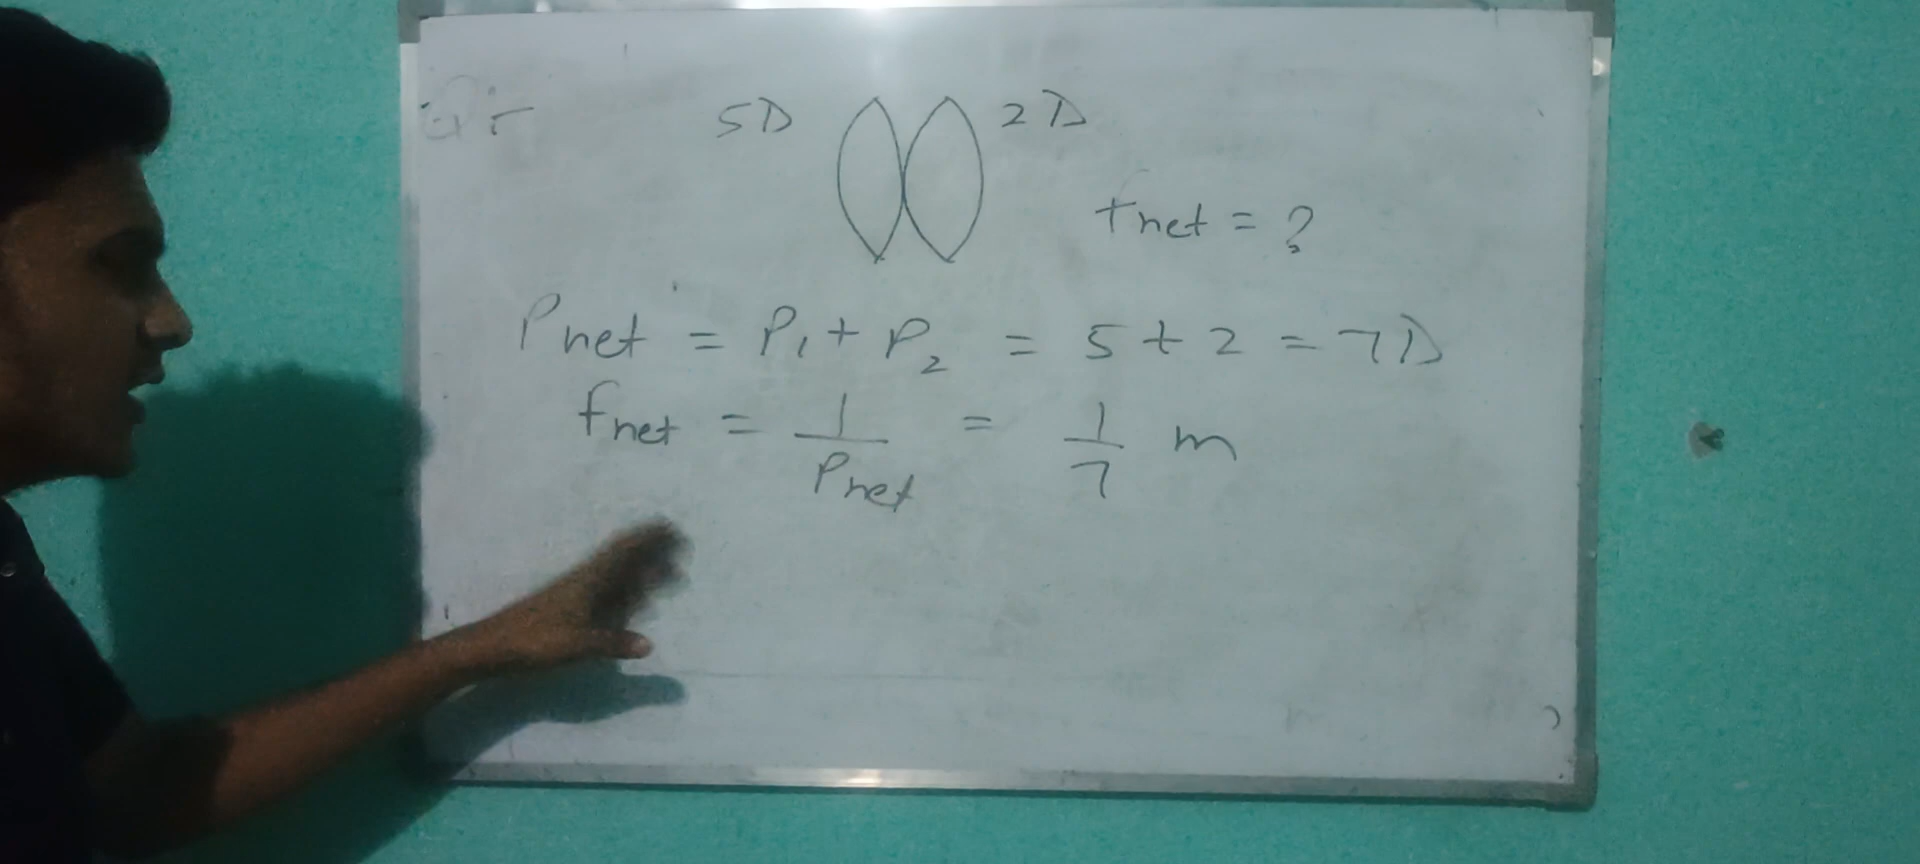 Q:-
5D 2D
fnet = ?
Pnet = P₁ + P₂ = 5 + 2 = 7D
fnet = 1/Pnet = 1/7 m